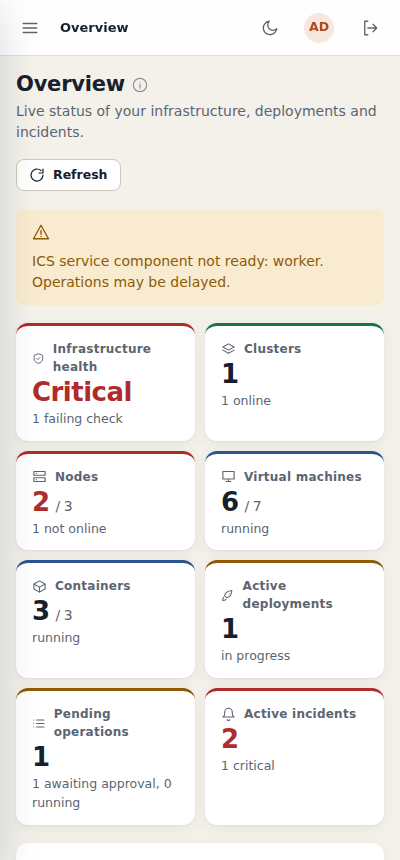 Overview
AD
Overview
Live status of your infrastructure, deployments and
incidents.
Refresh
ICS service component not ready: worker.
Operations may be delayed.
Infrastructure
health
Critical
1 failing check
Clusters
1
1 online
Nodes
2 / 3
1 not online
Virtual machines
6 / 7
running
Containers
3 / 3
running
Active
deployments
1
in progress
Pending
operations
1
1 awaiting approval, 0
running
Active incidents
2
1 critical